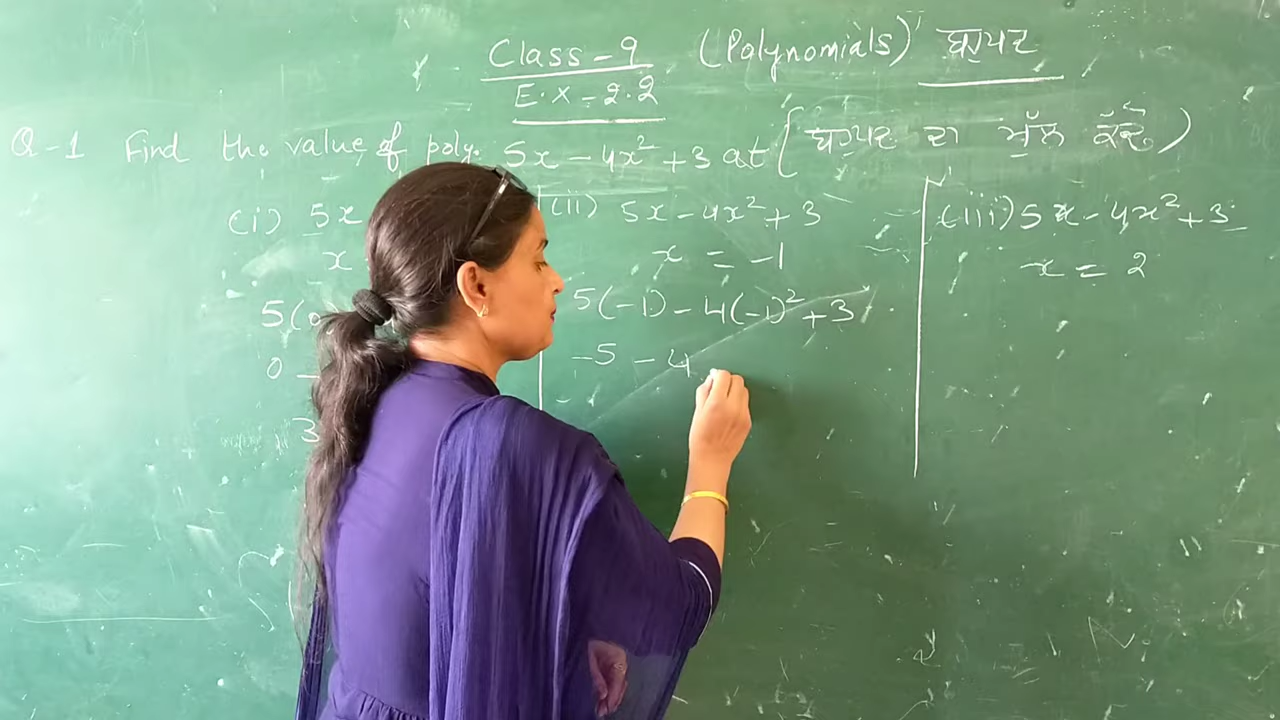 Class - 9 (Polynomials) ਬਹੁਪਦ
E.X - 2.2
Q-1 Find the value of poly. 5x - 4x² + 3 at (ਬਹੁਪਦ ਦਾ ਮੁੱਲ ਕੱਢੋ)
(i) 5x
x
5(0
0 -
3
(ii) 5x - 4x² + 3
x = -1
5(-1) - 4(-1)² + 3
-5 - 4
(iii) 5x - 4x² + 3
x = 2